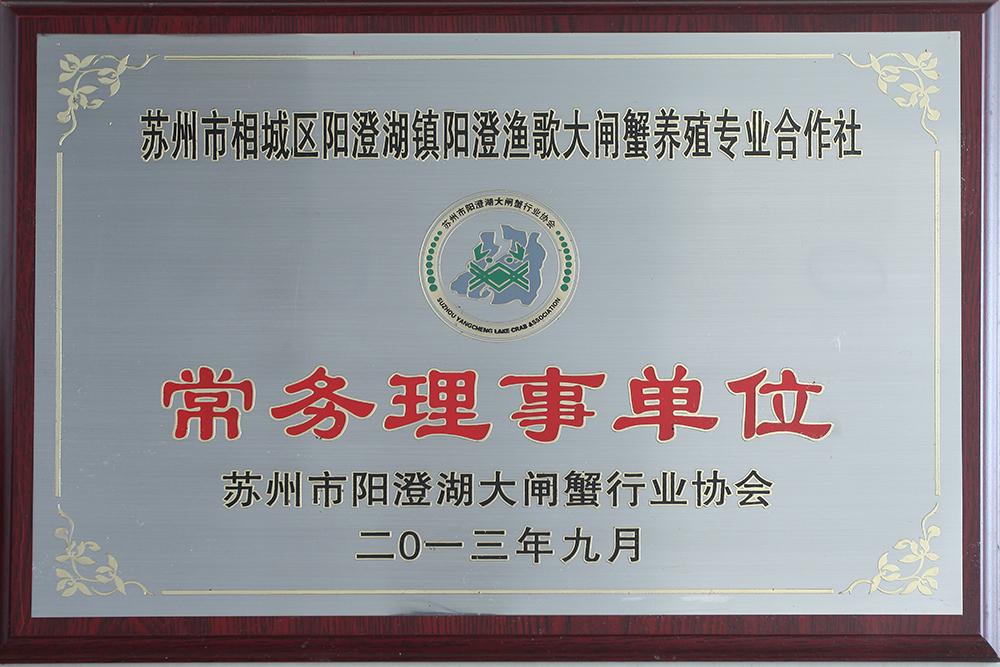 苏州市相城区阳澄湖镇阳澄渔歌大闸蟹养殖专业合作社
苏州市阳澄湖大闸蟹行业协会
SUZHOU YANGCHENG LAKE CRAB ASSOCIATION
常务理事单位
苏州市阳澄湖大闸蟹行业协会
二0一三年九月